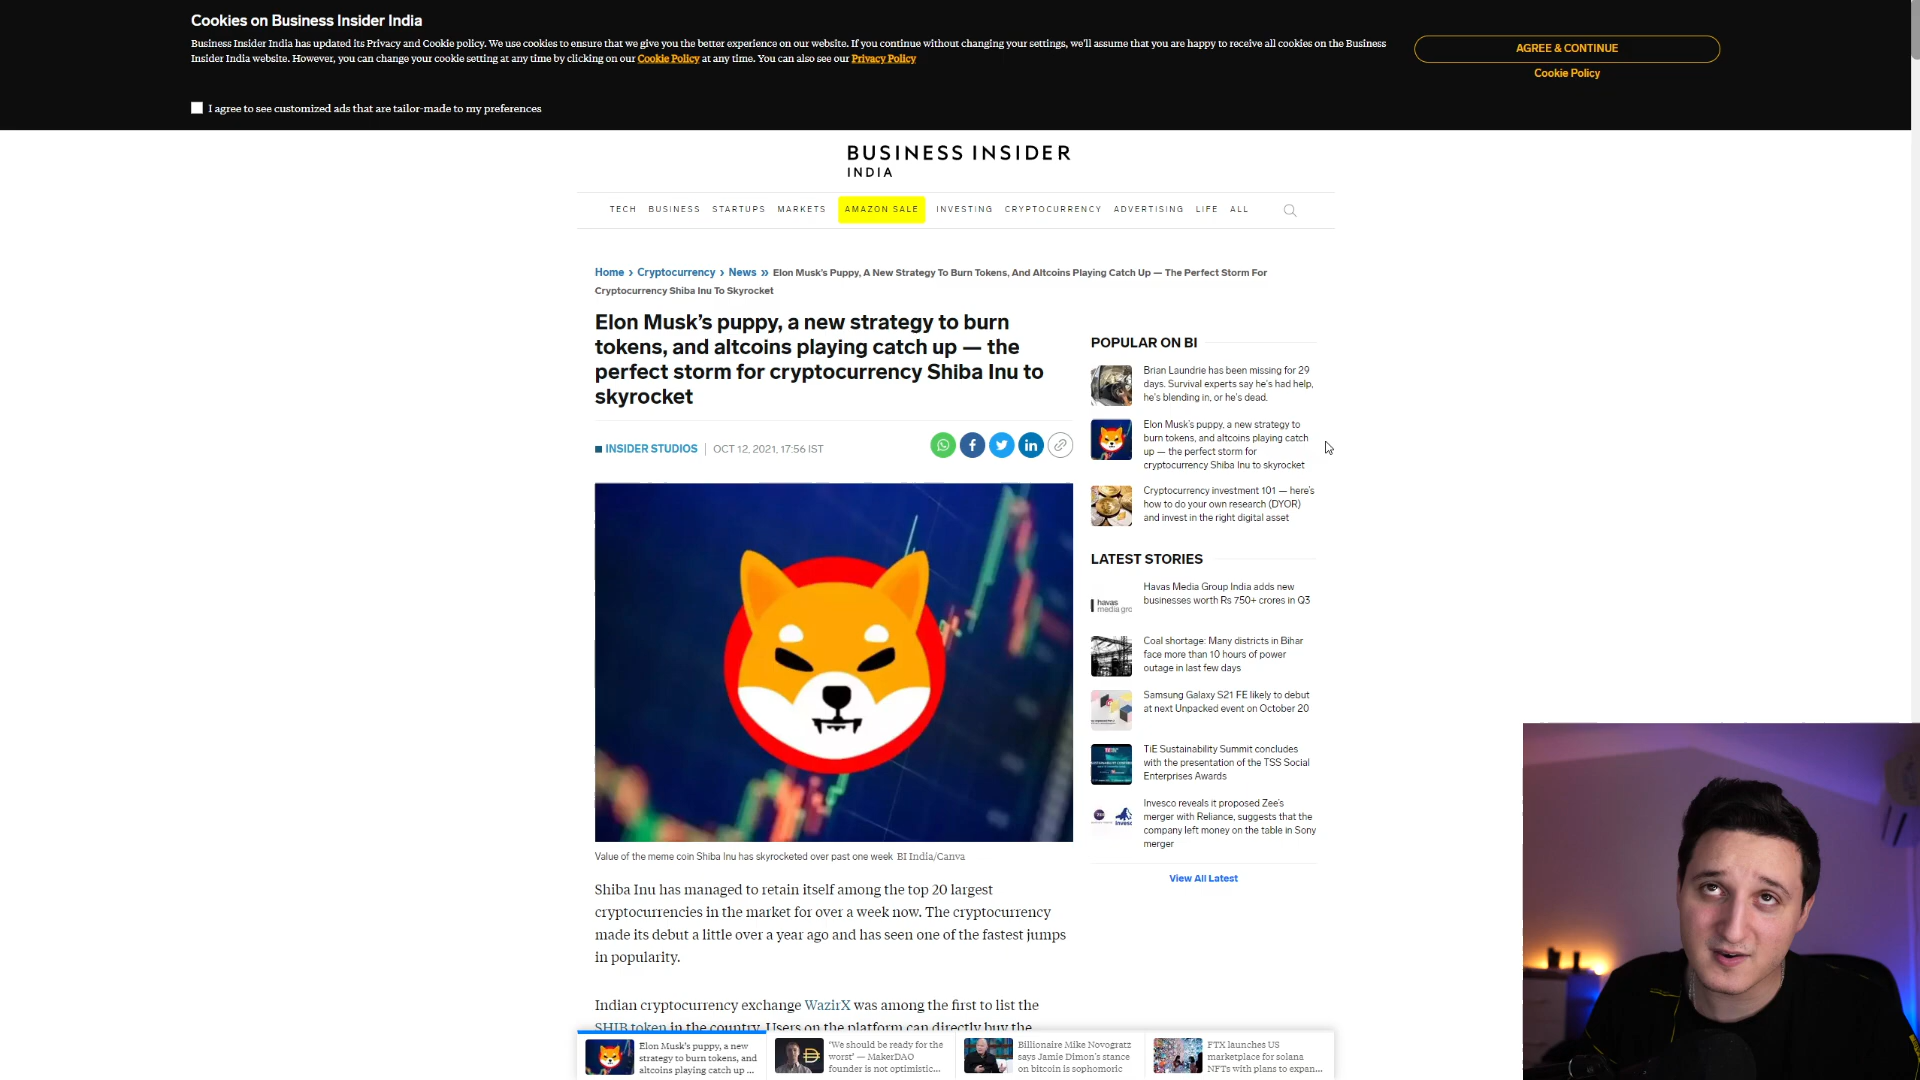 Cookies on Business Insider India
Business Insider India has updated its Privacy and Cookie policy. We use cookies to ensure that we give you the better experience on our website. If you continue without changing your settings, we'll assume that you are happy to receive all cookies on the Business
Insider India website. However, you can change your cookie setting at any time by clicking on our Cookie Policy at any time. You can also see our Privacy Policy
AGREE & CONTINUE
Cookie Policy
I agree to see customized ads that are tailor-made to my preferences
BUSINESS INSIDER
INDIA
TECH BUSINESS STARTUPS MARKETS AMAZON SALE INVESTING CRYPTOCURRENCY ADVERTISING LIFE ALL
Home › Cryptocurrency › News » Elon Musk's Puppy, A New Strategy To Burn Tokens, And Altcoins Playing Catch Up — The Perfect Storm For
Cryptocurrency Shiba Inu To Skyrocket
Elon Musk's puppy, a new strategy to burn
tokens, and altcoins playing catch up — the
perfect storm for cryptocurrency Shiba Inu to
skyrocket
INSIDER STUDIOS | OCT 12, 2021, 17:56 IST
Value of the meme coin Shiba Inu has skyrocketed over past one week BI India/Canva
Shiba Inu has managed to retain itself among the top 20 largest
cryptocurrencies in the market for over a week now. The cryptocurrency
made its debut a little over a year ago and has seen one of the fastest jumps
in popularity.
Indian cryptocurrency exchange WazirX was among the first to list the
SHIB token in the country. Users on the platform can directly buy the
POPULAR ON BI
Brian Laundrie has been missing for 29
days. Survival experts say he's had help,
he's blending in, or he's dead.
Elon Musk's puppy, a new strategy to
burn tokens, and altcoins playing catch
up — the perfect storm for
cryptocurrency Shiba Inu to skyrocket
Cryptocurrency investment 101 — here's
how to do your own research (DYOR)
and invest in the right digital asset
LATEST STORIES
havas
media gro
Havas Media Group India adds new
businesses worth Rs 750+ crores in Q3
Coal shortage: Many districts in Bihar
face more than 10 hours of power
outage in last few days
Samsung Galaxy S21 FE likely to debut
at next Unpacked event on October 20
TiE Sustainability Summit concludes
with the presentation of the TSS Social
Enterprises Awards
Invesco reveals it proposed Zee's
merger with Reliance, suggests that the
company left money on the table in Sony
merger
View All Latest
Elon Musk's puppy, a new
strategy to burn tokens, and
altcoins playing catch up ...
'We should be ready for the
worst' — MakerDAO
founder is not optimistic...
Billionaire Mike Novogratz
says Jamie Dimon's stance
on bitcoin is sophomoric
FTX launches US
marketplace for solana
NFTs with plans to expan...